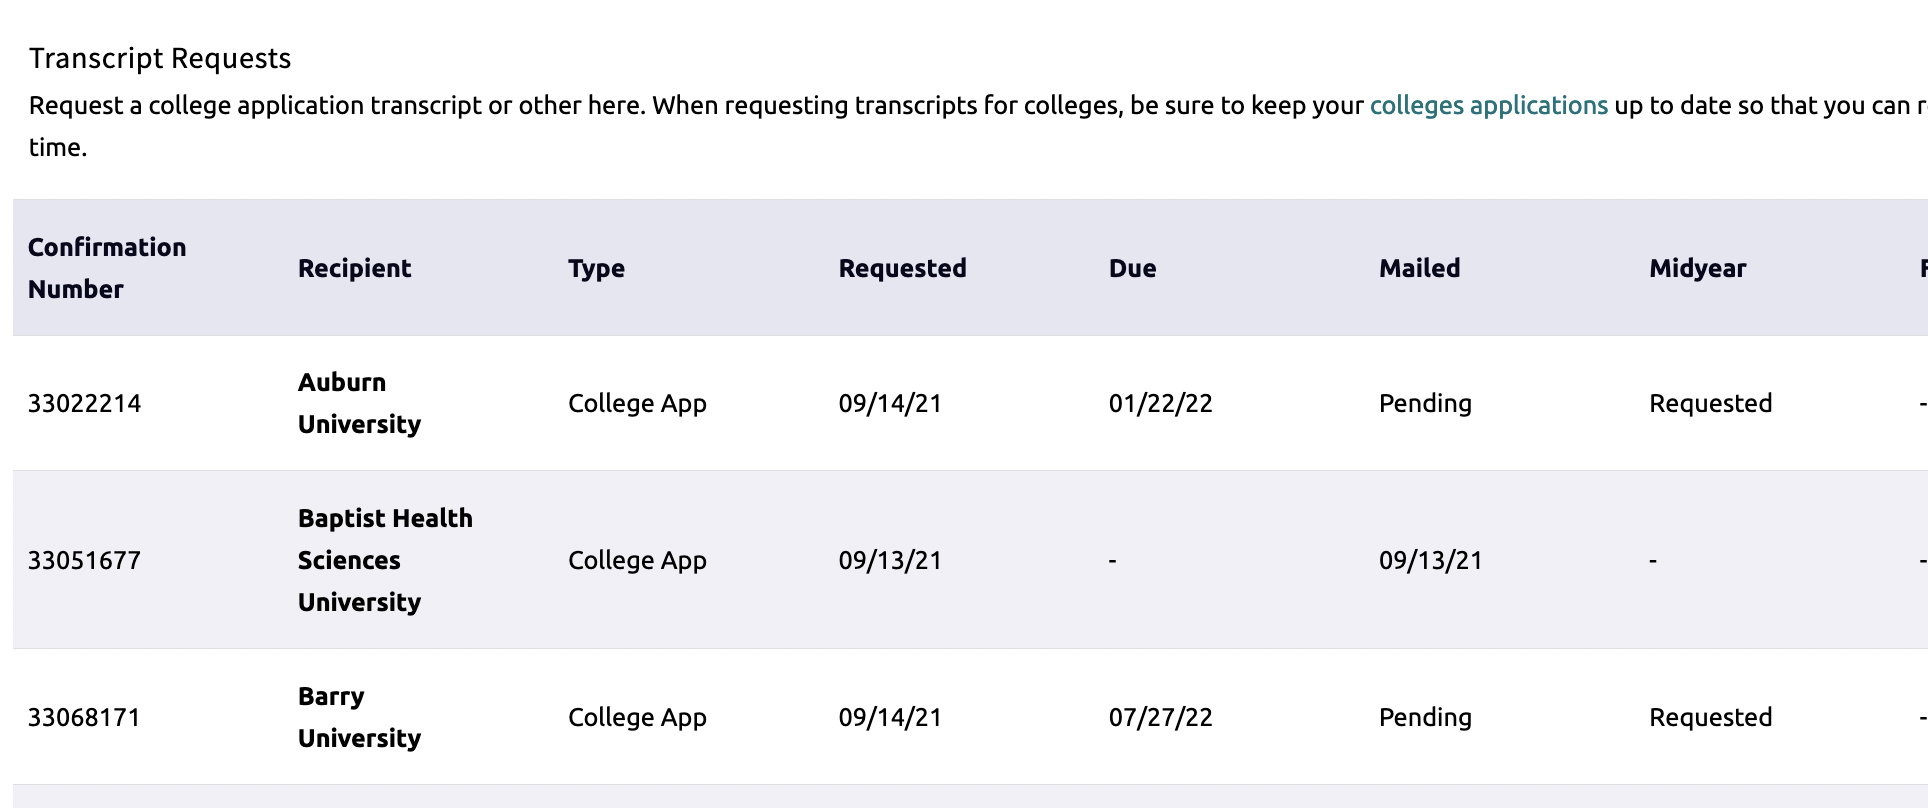 Transcript Requests
Request a college application transcript or other here. When requesting transcripts for colleges, be sure to keep your colleges applications up to date so that you can
time.
Confirmation Number Recipient Type Requested Due Mailed Midyear
33022214 Auburn University College App 09/14/21 01/22/22 Pending Requested -
33051677 Baptist Health Sciences University College App 09/13/21 - 09/13/21 - -
33068171 Barry University College App 09/14/21 07/27/22 Pending Requested -